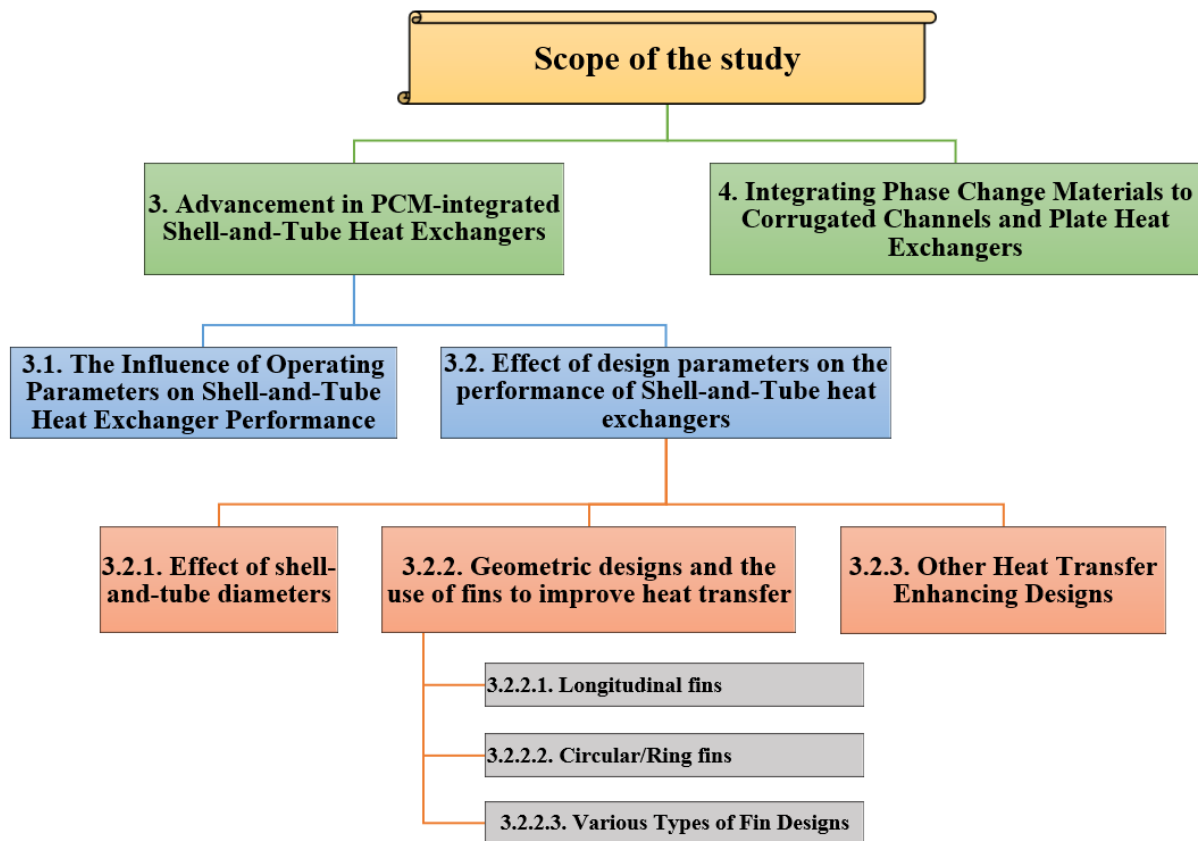 Scope of the study
3. Advancement in PCM-integrated
Shell-and-Tube Heat Exchangers
4. Integrating Phase Change Materials to
Corrugated Channels and Plate Heat
Exchangers
3.1. The Influence of Operating
Parameters on Shell-and-Tube
Heat Exchanger Performance
3.2. Effect of design parameters on the
performance of Shell-and-Tube heat
exchangers
3.2.1. Effect of shell-
and-tube diameters
3.2.2. Geometric designs and the
use of fins to improve heat transfer
3.2.3. Other Heat Transfer
Enhancing Designs
3.2.2.1. Longitudinal fins
3.2.2.2. Circular/Ring fins
3.2.2.3. Various Types of Fin Designs